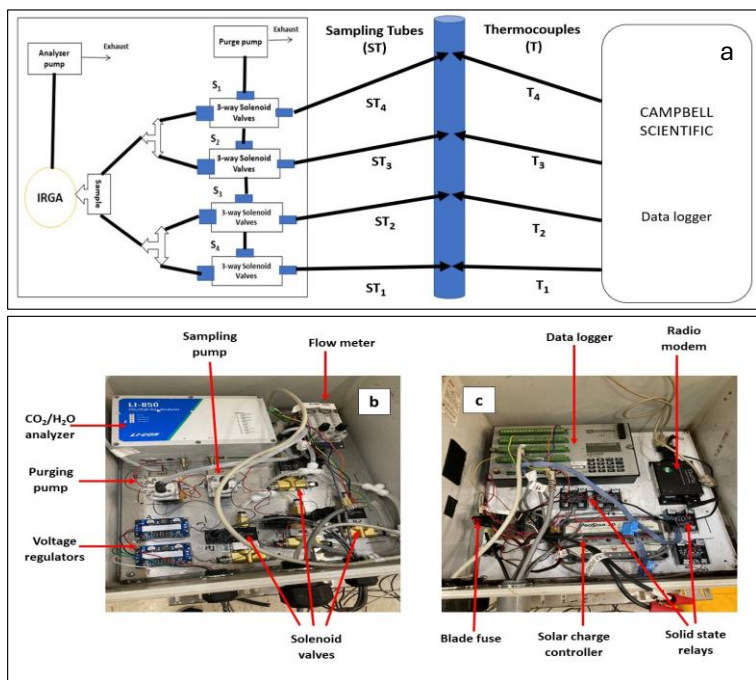 a
Analyzer
pump
Exhaust
Purge pump
Exhaust
Sampling Tubes
(ST)
Thermocouples
(T)
S1
3-way Solenoid
Valves
S2
3-way Solenoid
Valves
S3
3-way Solenoid
Valves
S4
3-way Solenoid
Valves
IRGA
Sample
ST4
ST3
ST2
ST1
T4
T3
T2
T1
CAMPBELL
SCIENTIFIC
Data logger
Sampling
pump
Flow meter
b
LI-850
LI-COR
CO2/H2O
analyzer
Purging
pump
Voltage
regulators
Solenoid
valves
Data logger
Radio
modem
c
Blade fuse
Solar charge
controller
Solid state
relays